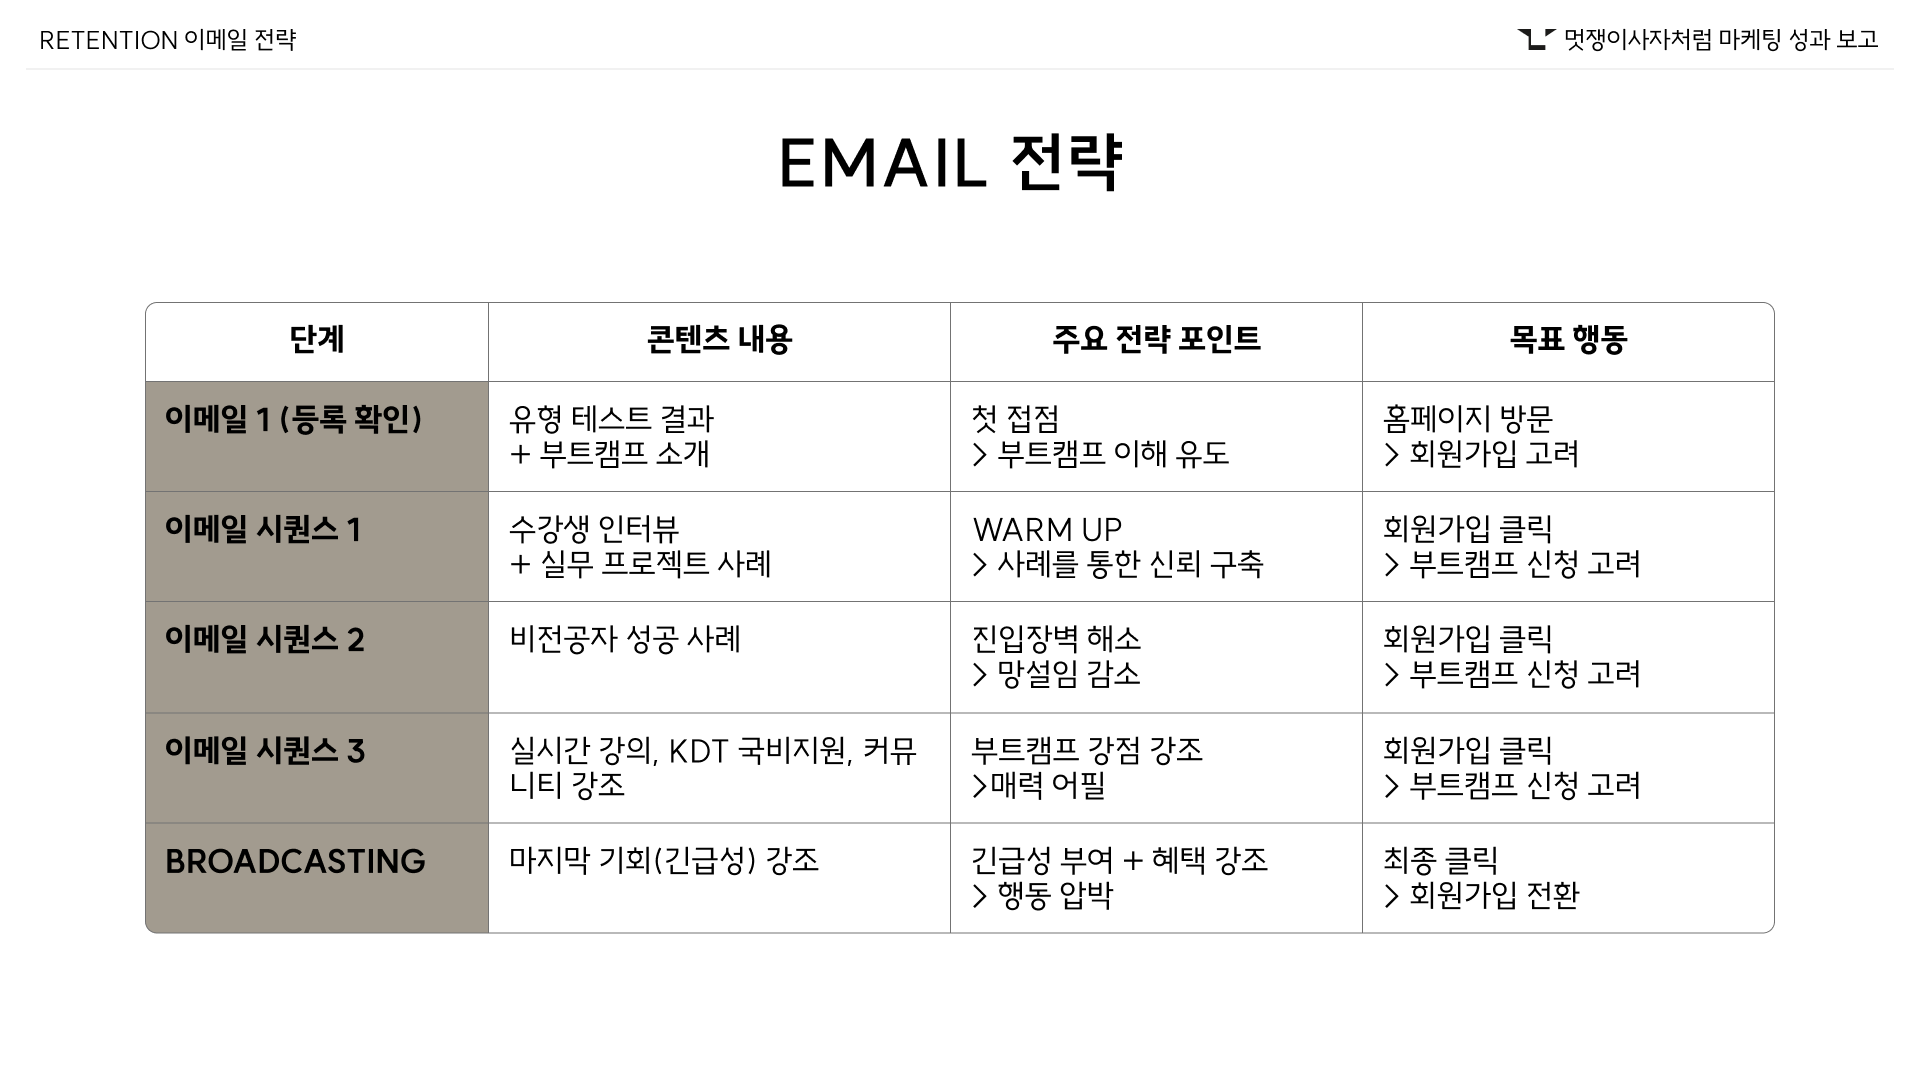 RETENTION 이메일 전략
멋쟁이사자처럼 마케팅 성과 보고
EMAIL 전략
단계
콘텐츠 내용
주요 전략 포인트
목표 행동
이메일 1 (등록 확인)
유형 테스트 결과
+ 부트캠프 소개
첫 접점
> 부트캠프 이해 유도
홈페이지 방문
> 회원가입 고려
이메일 시퀀스 1
수강생 인터뷰
+ 실무 프로젝트 사례
WARM UP
> 사례를 통한 신뢰 구축
회원가입 클릭
> 부트캠프 신청 고려
이메일 시퀀스 2
비전공자 성공 사례
진입장벽 해소
> 망설임 감소
회원가입 클릭
> 부트캠프 신청 고려
이메일 시퀀스 3
실시간 강의, KDT 국비지원, 커뮤
니티 강조
부트캠프 강점 강조
>매력 어필
회원가입 클릭
> 부트캠프 신청 고려
BROADCASTING
마지막 기회(긴급성) 강조
긴급성 부여 + 혜택 강조
> 행동 압박
최종 클릭
> 회원가입 전환